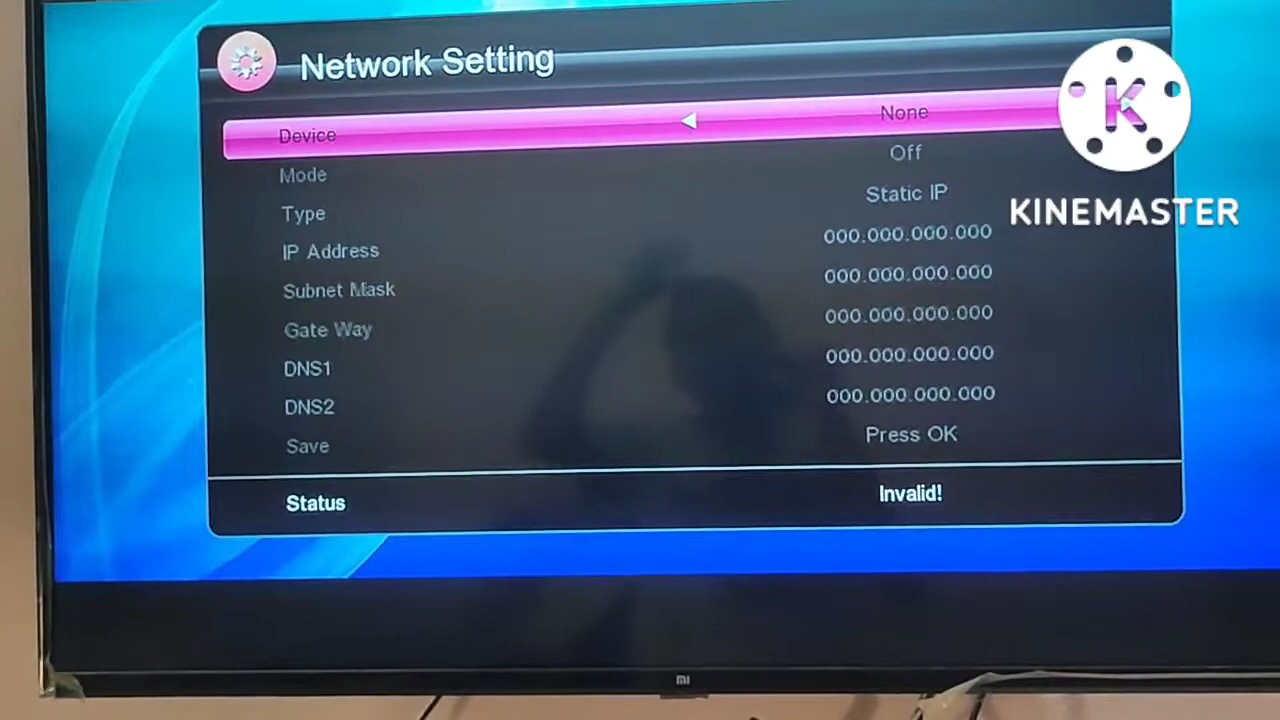 Network Setting
Device None
Mode Off
Type Static IP
IP Address 000.000.000.000
Subnet Mask 000.000.000.000
Gate Way 000.000.000.000
DNS1 000.000.000.000
DNS2 000.000.000.000
Save Press OK
Status Invalid!
K
KINEMASTER
mi